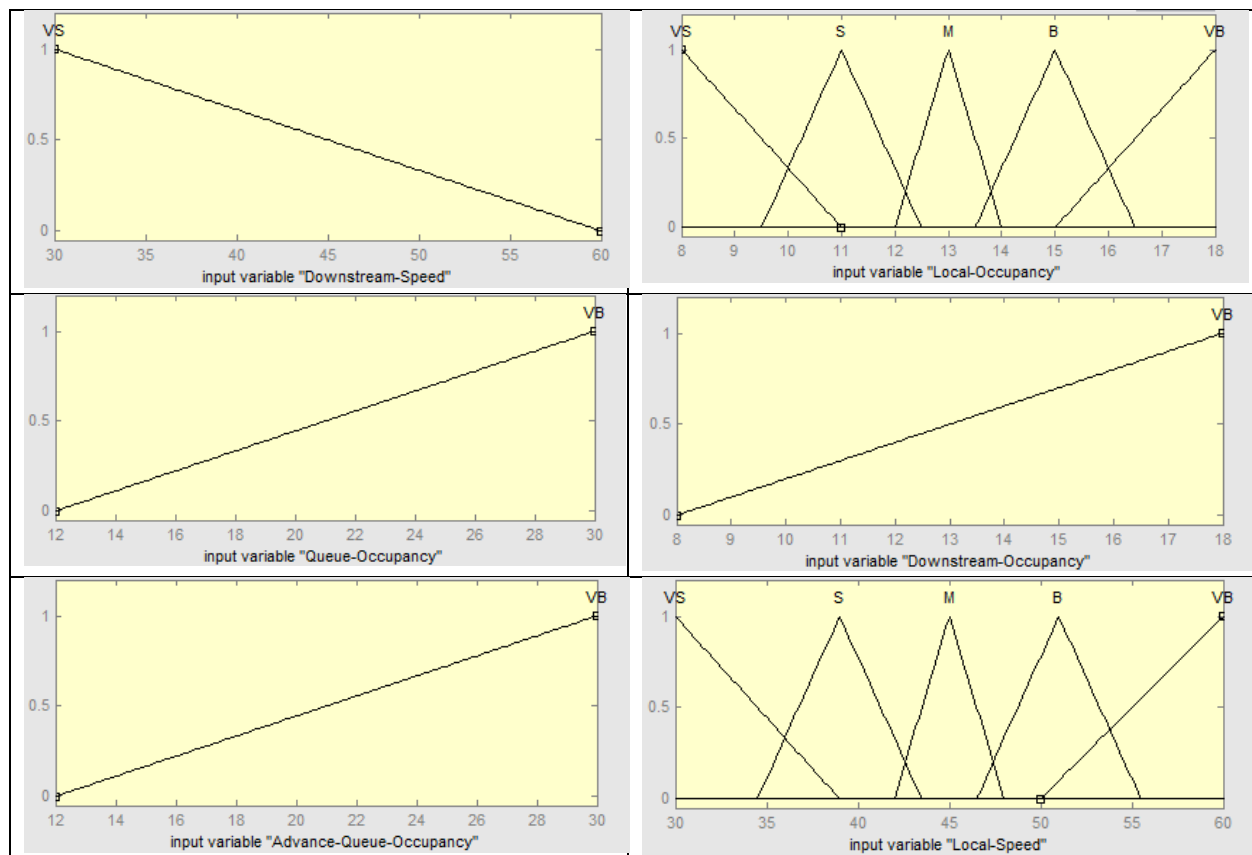 VS
1
0.5
0
30 35 40 45 50 55 60
input variable "Downstream-Speed"
VS S M B VB
1
0.5
0
8 9 10 11 12 13 14 15 16 17 18
input variable "Local-Occupancy"
VB
1
0.5
0
12 14 16 18 20 22 24 26 28 30
input variable "Queue-Occupancy"
VB
1
0.5
0
8 9 10 11 12 13 14 15 16 17 18
input variable "Downstream-Occupancy"
VB
1
0.5
0
12 14 16 18 20 22 24 26 28 30
input variable "Advance-Queue-Occupancy"
VS S M B VB
1
0.5
0
30 35 40 45 50 55 60
input variable "Local-Speed"